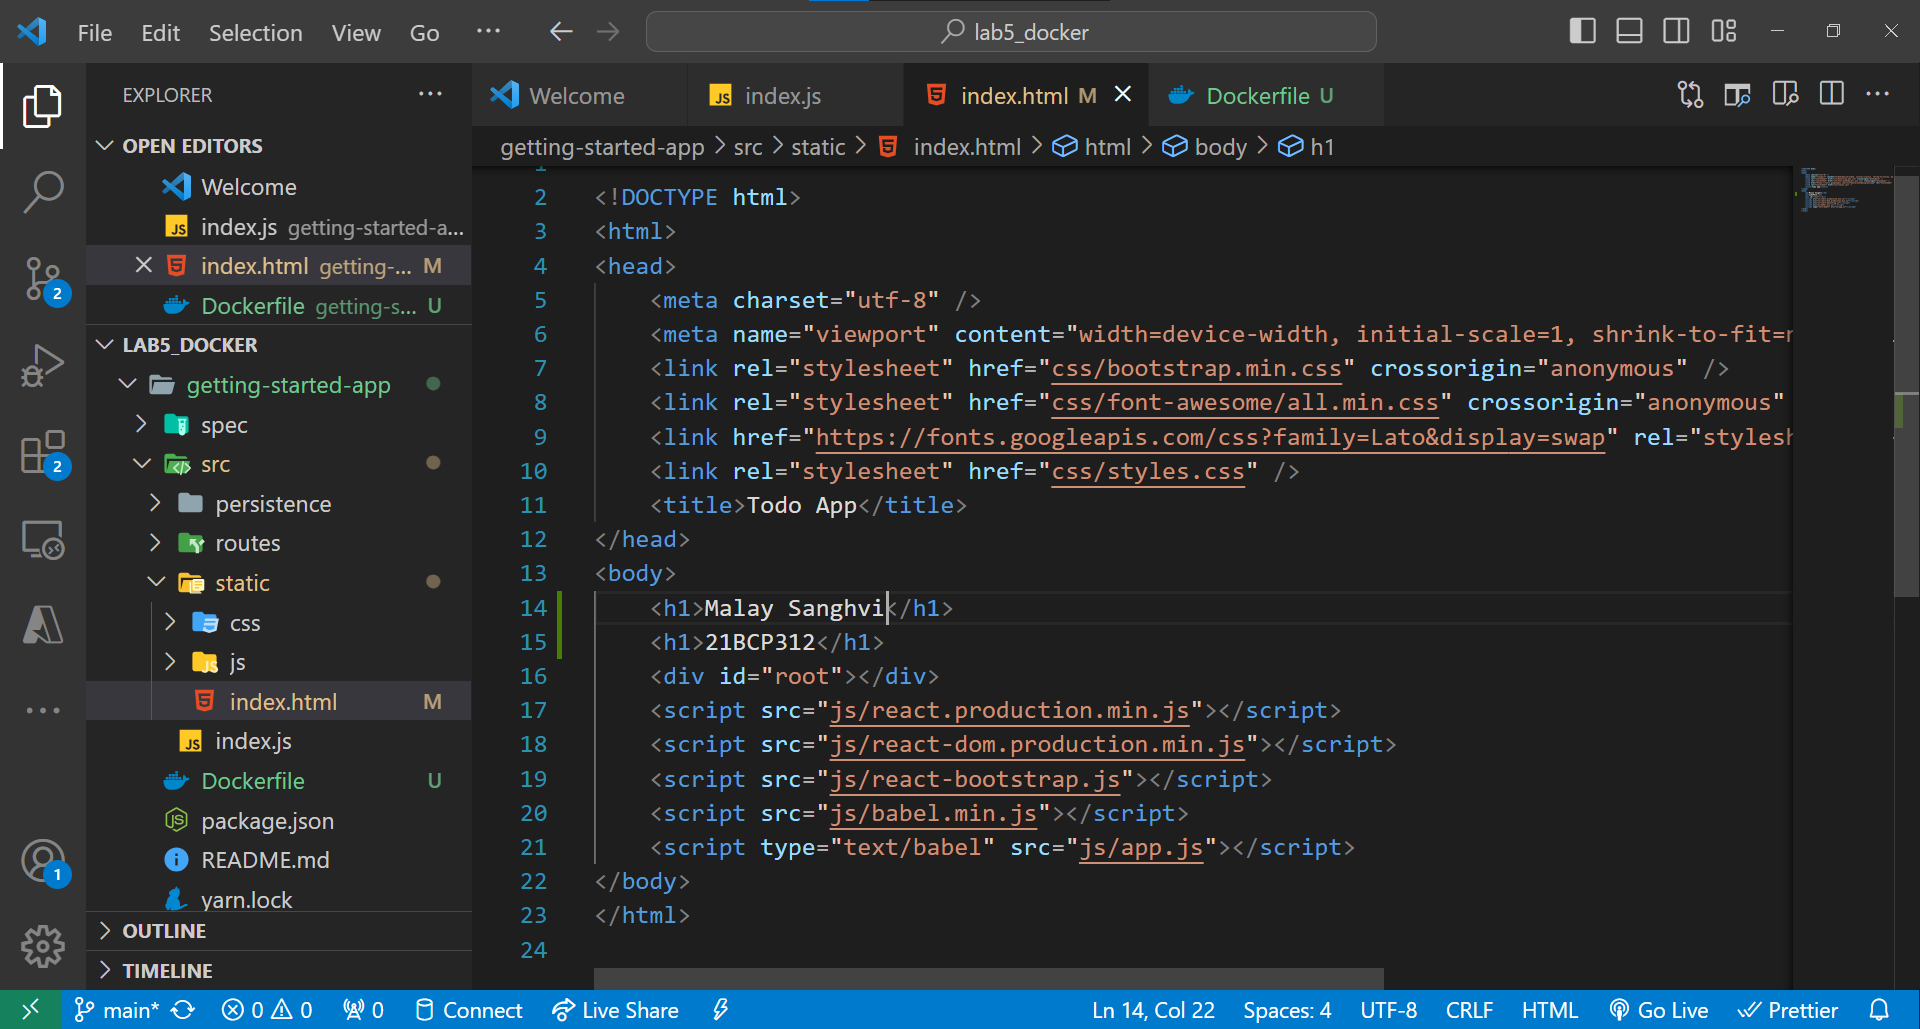 File Edit Selection View Go ··· lab5_docker
EXPLORER ···
OPEN EDITORS
Welcome
index.js getting-started-a...
index.html getting-... M
Dockerfile getting-s... U
LAB5_DOCKER
getting-started-app
spec
src
persistence
routes
static
css
js
index.html M
index.js
Dockerfile U
package.json
README.md
yarn.lock
OUTLINE
TIMELINE
2
2
1
Welcome index.js index.html M Dockerfile U
getting-started-app > src > static > index.html > html > body > h1
1
2 <!DOCTYPE html>
3 <html>
4 <head>
5 <meta charset="utf-8" />
6 <meta name="viewport" content="width=device-width, initial-scale=1, shrink-to-fit=
7 <link rel="stylesheet" href="css/bootstrap.min.css" crossorigin="anonymous" />
8 <link rel="stylesheet" href="css/font-awesome/all.min.css" crossorigin="anonymous"
9 <link href="https://fonts.googleapis.com/css?family=Lato&display=swap" rel="styles
10 <link rel="stylesheet" href="css/styles.css" />
11 <title>Todo App</title>
12 </head>
13 <body>
14 <h1>Malay Sanghvi</h1>
15 <h1>21BCP312</h1>
16 <div id="root"></div>
17 <script src="js/react.production.min.js"></script>
18 <script src="js/react-dom.production.min.js"></script>
19 <script src="js/react-bootstrap.js"></script>
20 <script src="js/babel.min.js"></script>
21 <script type="text/babel" src="js/app.js"></script>
22 </body>
23 </html>
24
main* 0 0 0 Connect Live Share Ln 14, Col 22 Spaces: 4 UTF-8 CRLF HTML Go Live Prettier